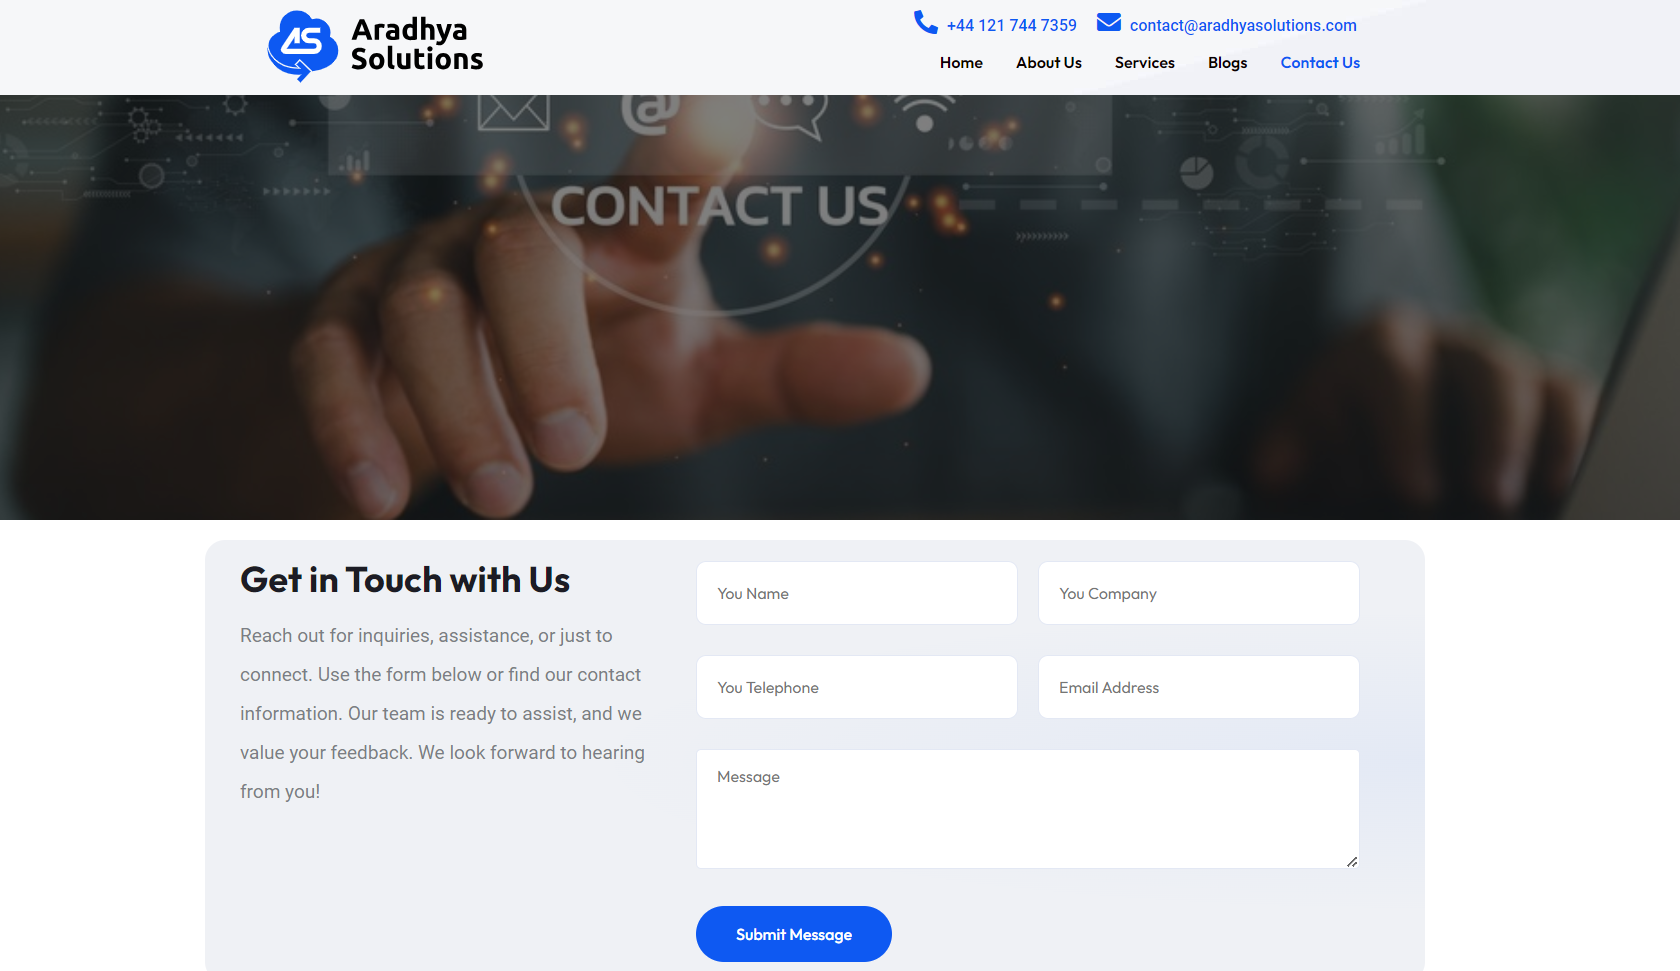 AS
Aradhya
Solutions
+44 121 744 7359
contact@aradhyasolutions.com
Home
About Us
Services
Blogs
Contact Us
@
CONTACT US
Get in Touch with Us
Reach out for inquiries, assistance, or just to
connect. Use the form below or find our contact
information. Our team is ready to assist, and we
value your feedback. We look forward to hearing
from you!
You Name
You Company
You Telephone
Email Address
Message
Submit Message